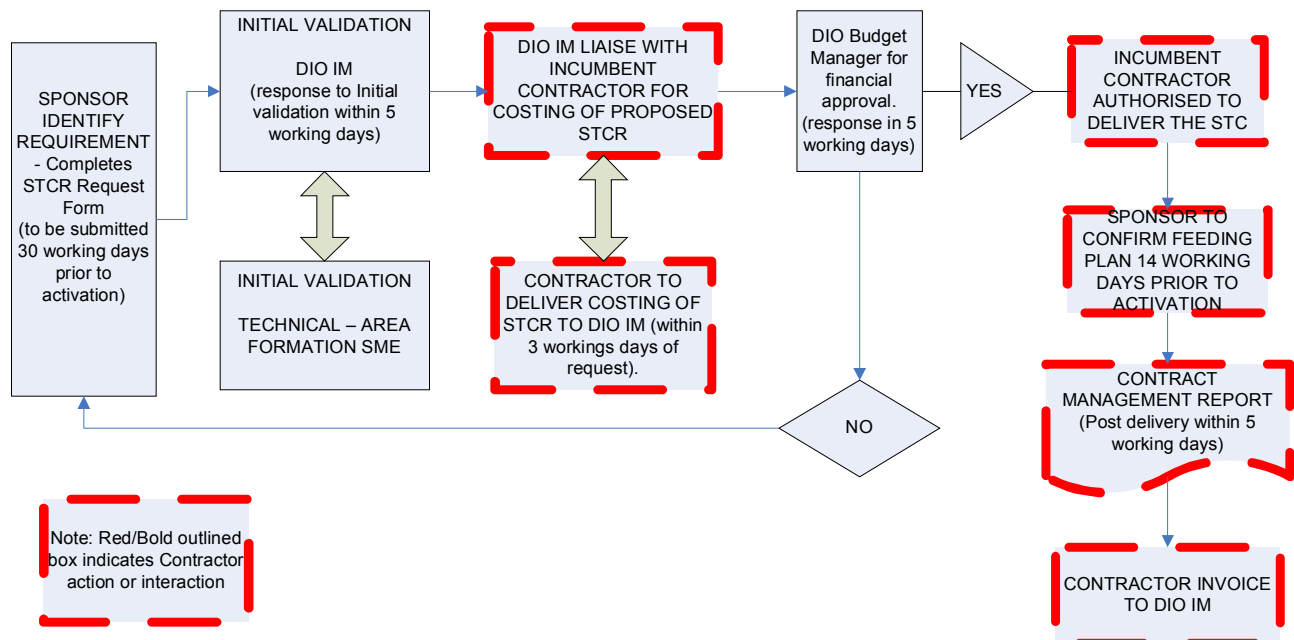 SPONSOR
IDENTIFY
REQUIREMENT
- Completes
STCR Request
Form
(to be submitted
30 working days
prior to
activation)
INITIAL VALIDATION
DIO IM
(response to Initial
validation within 5
working days)
INITIAL VALIDATION
TECHNICAL – AREA
FORMATION SME
DIO IM LIAISE WITH
INCUMBENT
CONTRACTOR FOR
COSTING OF PROPOSED
STCR
CONTRACTOR TO
DELIVER COSTING OF
STCR TO DIO IM (within
3 workings days of
request).
DIO Budget
Manager for
financial
approval.
(response in 5
working days)
YES
NO
INCUMBENT
CONTRACTOR
AUTHORISED TO
DELIVER THE STC
SPONSOR TO
CONFIRM FEEDING
PLAN 14 WORKING
DAYS PRIOR TO
ACTIVATION
CONTRACT
MANAGEMENT REPORT
(Post delivery within 5
working days)
CONTRACTOR INVOICE
TO DIO IM
Note: Red/Bold outlined
box indicates Contractor
action or interaction